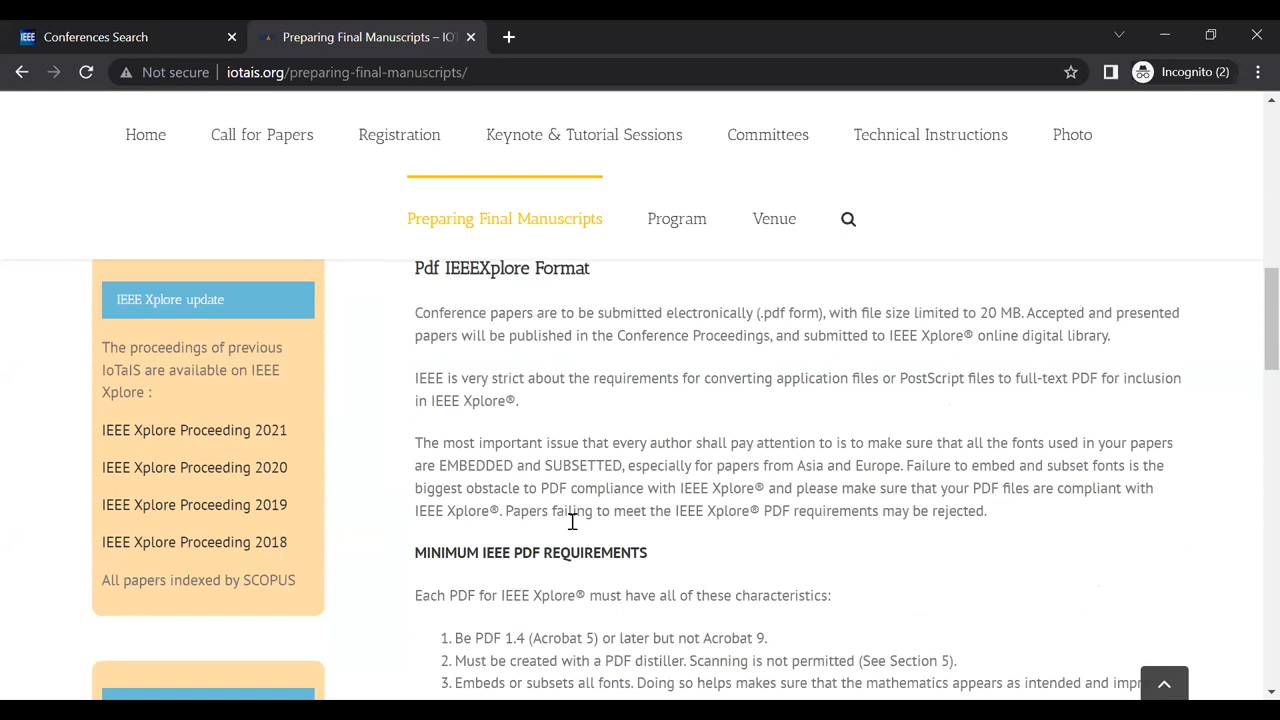 IEEE Conferences Search
Preparing Final Manuscripts – IO
Not secure iotais.org/preparing-final-manuscripts/
Incognito (2)
Home Call for Papers Registration Keynote & Tutorial Sessions Committees Technical Instructions Photo
Preparing Final Manuscripts Program Venue
IEEE Xplore update
The proceedings of previous
IoTaIS are available on IEEE
Xplore :
IEEE Xplore Proceeding 2021
IEEE Xplore Proceeding 2020
IEEE Xplore Proceeding 2019
IEEE Xplore Proceeding 2018
All papers indexed by SCOPUS
Pdf IEEEXplore Format
Conference papers are to be submitted electronically (.pdf form), with file size limited to 20 MB. Accepted and presented
papers will be published in the Conference Proceedings, and submitted to IEEE Xplore® online digital library.
IEEE is very strict about the requirements for converting application files or PostScript files to full-text PDF for inclusion
in IEEE Xplore®.
The most important issue that every author shall pay attention to is to make sure that all the fonts used in your papers
are EMBEDDED and SUBSETTED, especially for papers from Asia and Europe. Failure to embed and subset fonts is the
biggest obstacle to PDF compliance with IEEE Xplore® and please make sure that your PDF files are compliant with
IEEE Xplore®. Papers failing to meet the IEEE Xplore® PDF requirements may be rejected.
MINIMUM IEEE PDF REQUIREMENTS
Each PDF for IEEE Xplore® must have all of these characteristics:
1. Be PDF 1.4 (Acrobat 5) or later but not Acrobat 9.
2. Must be created with a PDF distiller. Scanning is not permitted (See Section 5).
3. Embeds or subsets all fonts. Doing so helps makes sure that the mathematics appears as intended and